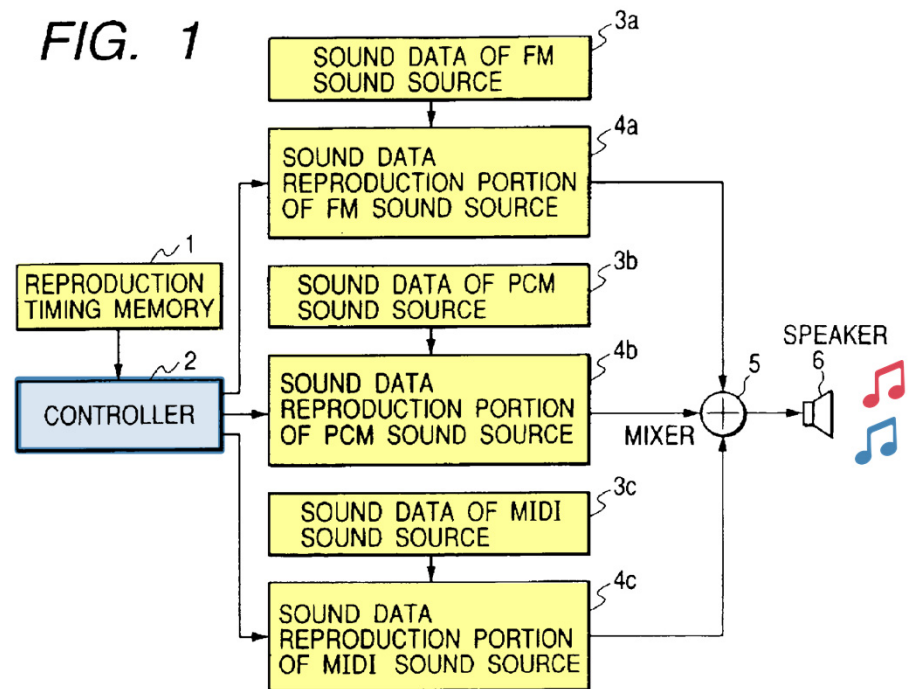 FIG. 1
3a
SOUND DATA OF FM
SOUND SOURCE
4a
SOUND DATA
REPRODUCTION PORTION
OF FM SOUND SOURCE
1
REPRODUCTION
TIMING MEMORY
2
CONTROLLER
3b
SOUND DATA OF PCM
SOUND SOURCE
4b
SOUND DATA
REPRODUCTION PORTION
OF PCM SOUND SOURCE
3c
SOUND DATA OF MIDI
SOUND SOURCE
4c
SOUND DATA
REPRODUCTION PORTION
OF MIDI SOUND SOURCE
5
MIXER
SPEAKER
6